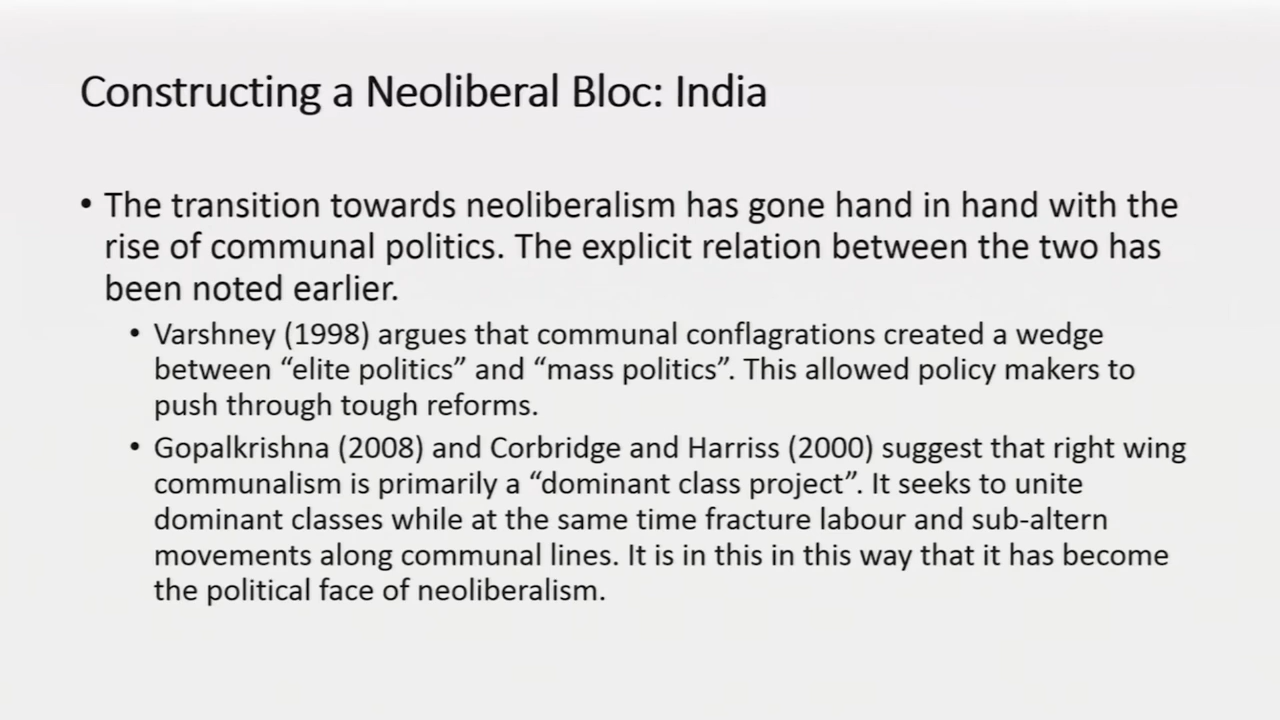 Constructing a Neoliberal Bloc: India
• The transition towards neoliberalism has gone hand in hand with the
rise of communal politics. The explicit relation between the two has
been noted earlier.
• Varshney (1998) argues that communal conflagrations created a wedge
between “elite politics” and “mass politics”. This allowed policy makers to
push through tough reforms.
• Gopalkrishna (2008) and Corbridge and Harriss (2000) suggest that right wing
communalism is primarily a “dominant class project”. It seeks to unite
dominant classes while at the same time fracture labour and sub-altern
movements along communal lines. It is in this in this way that it has become
the political face of neoliberalism.